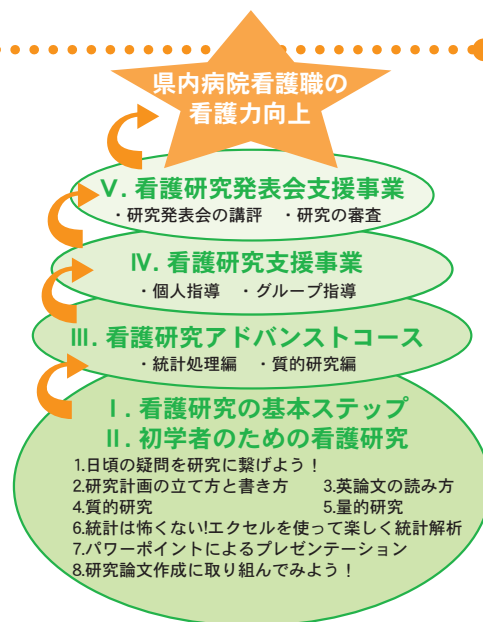 県内病院看護職の
看護力向上
Ⅴ. 看護研究発表会支援事業
・研究発表会の講評　・研究の審査
Ⅳ. 看護研究支援事業
・個人指導　・グループ指導
Ⅲ. 看護研究アドバンストコース
・統計処理編　・質的研究編
Ⅰ. 看護研究の基本ステップ
Ⅱ. 初学者のための看護研究
1.日頃の疑問を研究に繋げよう！
2.研究計画の立て方と書き方　3.英論文の読み方
4.質的研究　5.量的研究
6.統計は怖くない!エクセルを使って楽しく統計解析
7.パワーポイントによるプレゼンテーション
8.研究論文作成に取り組んでみよう！